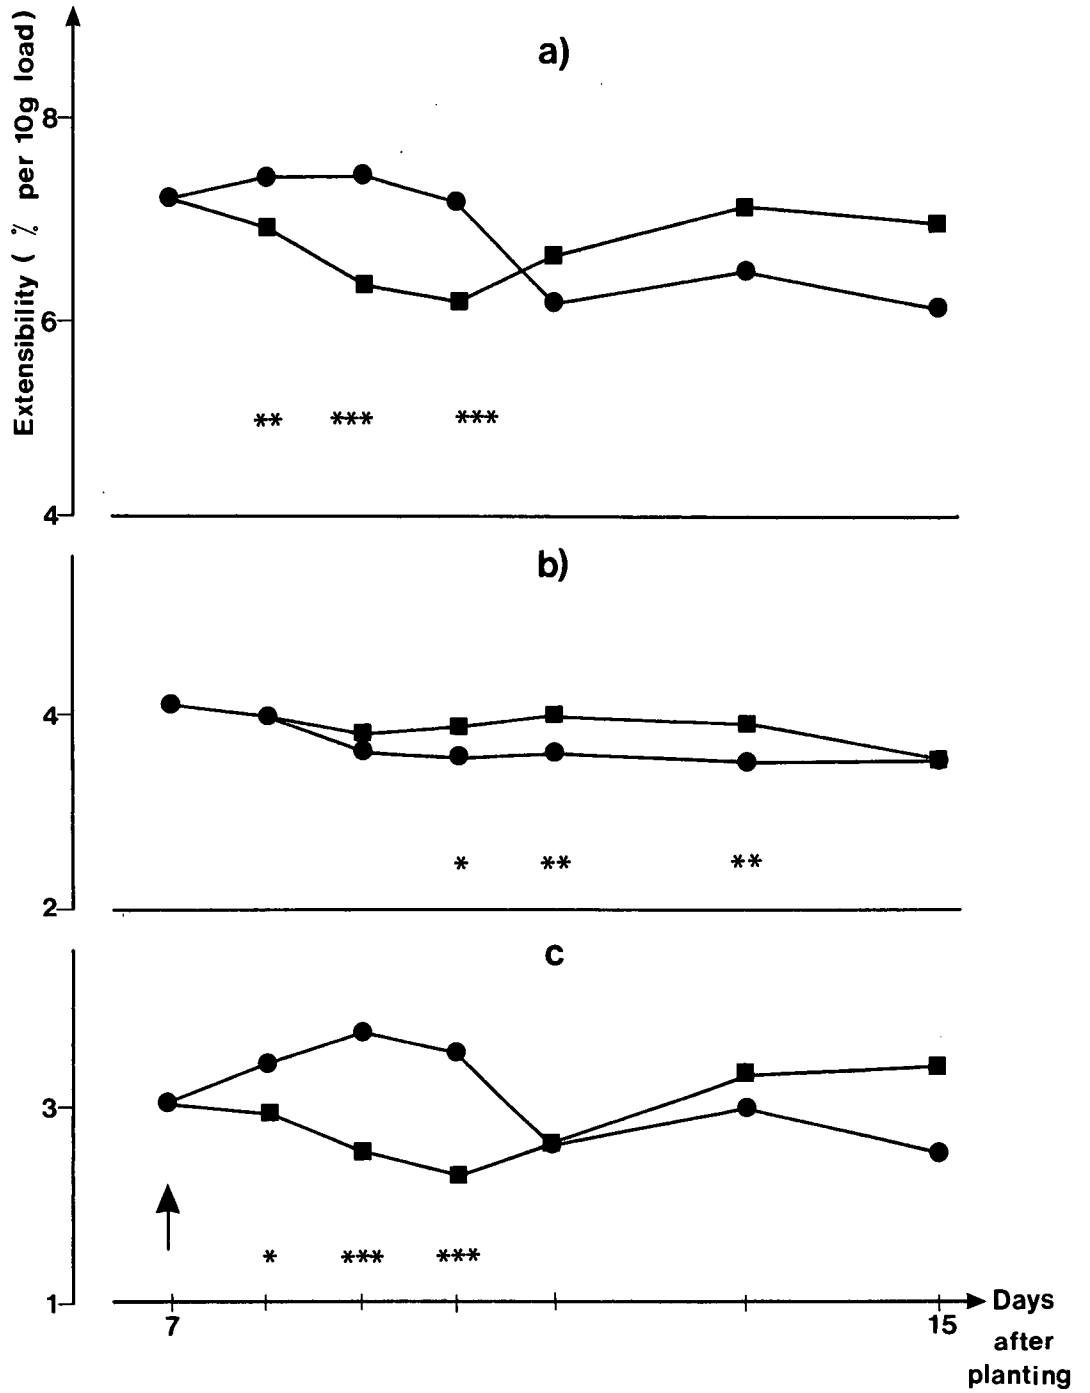 Extensibility ( % per 10g load)
a)
8
6
** *** ***
4
b)
4
* ** **
2
c
3
* *** ***
1
7 15
Days
after
planting